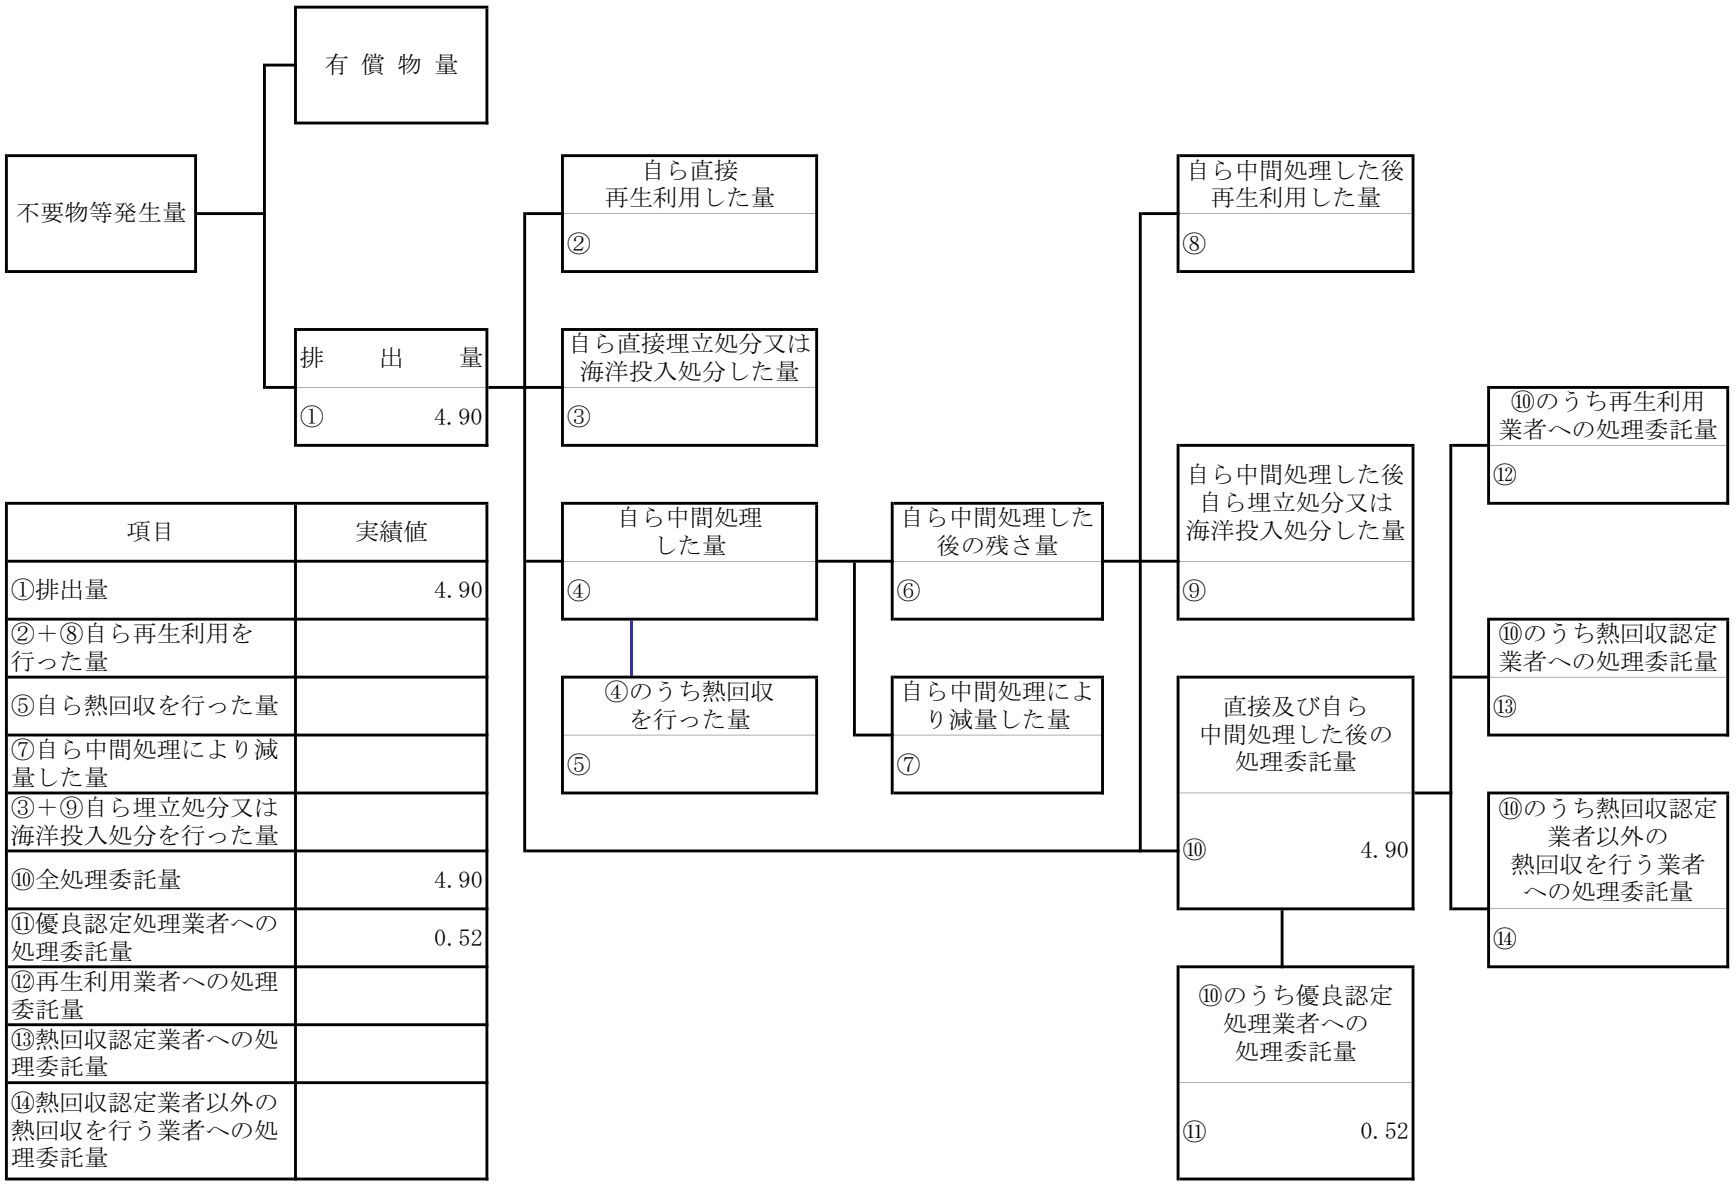 有償物量
不要物等発生量
自ら直接
再生利用した量
②
自ら中間処理した後
再生利用した量
⑧
排出量
① 4.90
自ら直接埋立処分又は
海洋投入処分した量
③
⑩のうち再生利用
業者への処理委託量
⑫
自ら中間処理
した量
④
自ら中間処理した
後の残さ量
⑥
自ら中間処理した後
自ら埋立処分又は
海洋投入処分した量
⑨
⑩のうち熱回収認定
業者への処理委託量
⑬
④のうち熱回収
を行った量
⑤
自ら中間処理によ
り減量した量
⑦
直接及び自ら
中間処理した後の
処理委託量
⑩ 4.90
⑩のうち熱回収認定
業者以外の
熱回収を行う業者
への処理委託量
⑭
⑩のうち優良認定
処理業者への
処理委託量
⑪ 0.52
項目 実績値
①排出量 4.90
②＋⑧自ら再生利用を
行った量
⑤自ら熱回収を行った量
⑦自ら中間処理により減
量した量
③＋⑨自ら埋立処分又は
海洋投入処分を行った量
⑩全処理委託量 4.90
⑪優良認定処理業者への
処理委託量 0.52
⑫再生利用業者への処理
委託量
⑬熱回収認定業者への処
理委託量
⑭熱回収認定業者以外の
熱回収を行う業者への処
理委託量